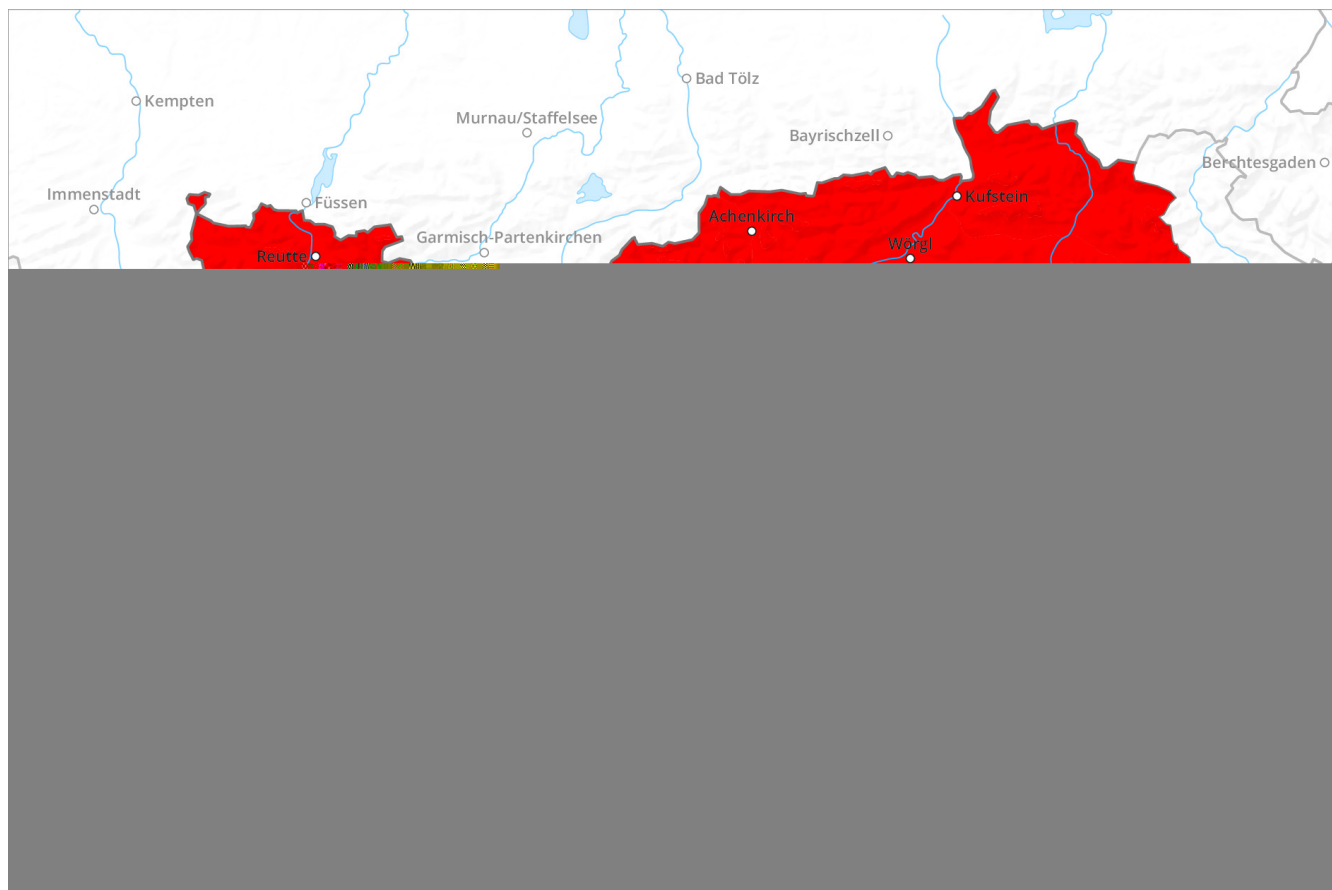 Bad Tölz
Kempten
Murnau/Staffelsee
Bayrischzell
Berchtesgaden
Immenstadt
Kufstein
Füssen
Achenkirch
Garmisch-Partenkirchen
Wörgl
Reutte